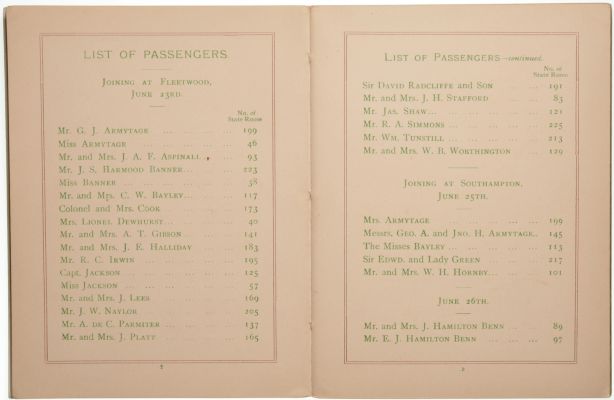 LIST OF PASSENGERS
JOINING AT FLEETWOOD,
JUNE 23RD.
No. of
State Room
Mr. G. J. ARMYTAGE ... ... ... ... 199
Miss ARMYTAGE ... ... ... ... 46
Mr. and Mrs. J. A. F. ASPINALL ... ... 93
Mr. J. S. HARMOOD BANNER... ... ... 223
Miss BANNER ... ... ... ... ... 38
Mr. and Mrs. C. W. BAYLEY... ... ... 117
Colonel and Mrs. COOK ... ... ... 173
Mrs. LIONEL DEWHURST... ... ... 40
Mr. and Mrs. A. T. GIBSON... ... ... 141
Mr. and Mrs. J. E. HALLIDAY ... ... 183
Mr. R. C. IRWIN ... ... ... ... 195
Capt. JACKSON ... ... ... ... 125
Miss JACKSON ... ... ... ... ... 57
Mr. and Mrs. J. LEES ... ... ... 169
Mr. J. W. NAYLOR ... ... ... 205
Mr. A. DE C. PARMITER ... ... ... 137
Mr. and Mrs. J. PLATT ... ... ... 165
2
LIST OF PASSENGERS—continued.
No. of
State Room
Sir DAVID RADCLIFFE and SON ... ... 191
Mr. and Mrs. J. H. STAFFORD ... ... 83
Mr. JAS. SHAW... ... ... ... ... 121
Mr. R. A. SIMMONS ... ... ... ... 225
Mr. WM. TUNSTILL ... ... ... ... 213
Mr. and Mrs. W. B. WORTHINGTON ... 129
JOINING AT SOUTHAMPTON,
JUNE 25TH.
Mrs. ARMYTAGE ... ... ... ... 199
Messrs. GEO. A. and JNO. H. ARMYTAGE.. 145
The Misses BAYLEY ... ... ... ... 113
Sir EDWD. and Lady GREEN ... ... 217
Mr. and Mrs. W. H. HORNBY... ... ... 101
JUNE 26TH.
Mr. and Mrs. J. HAMILTON BENN ... ... 89
Mr. E. J. HAMILTON BENN ... ... ... 97
3